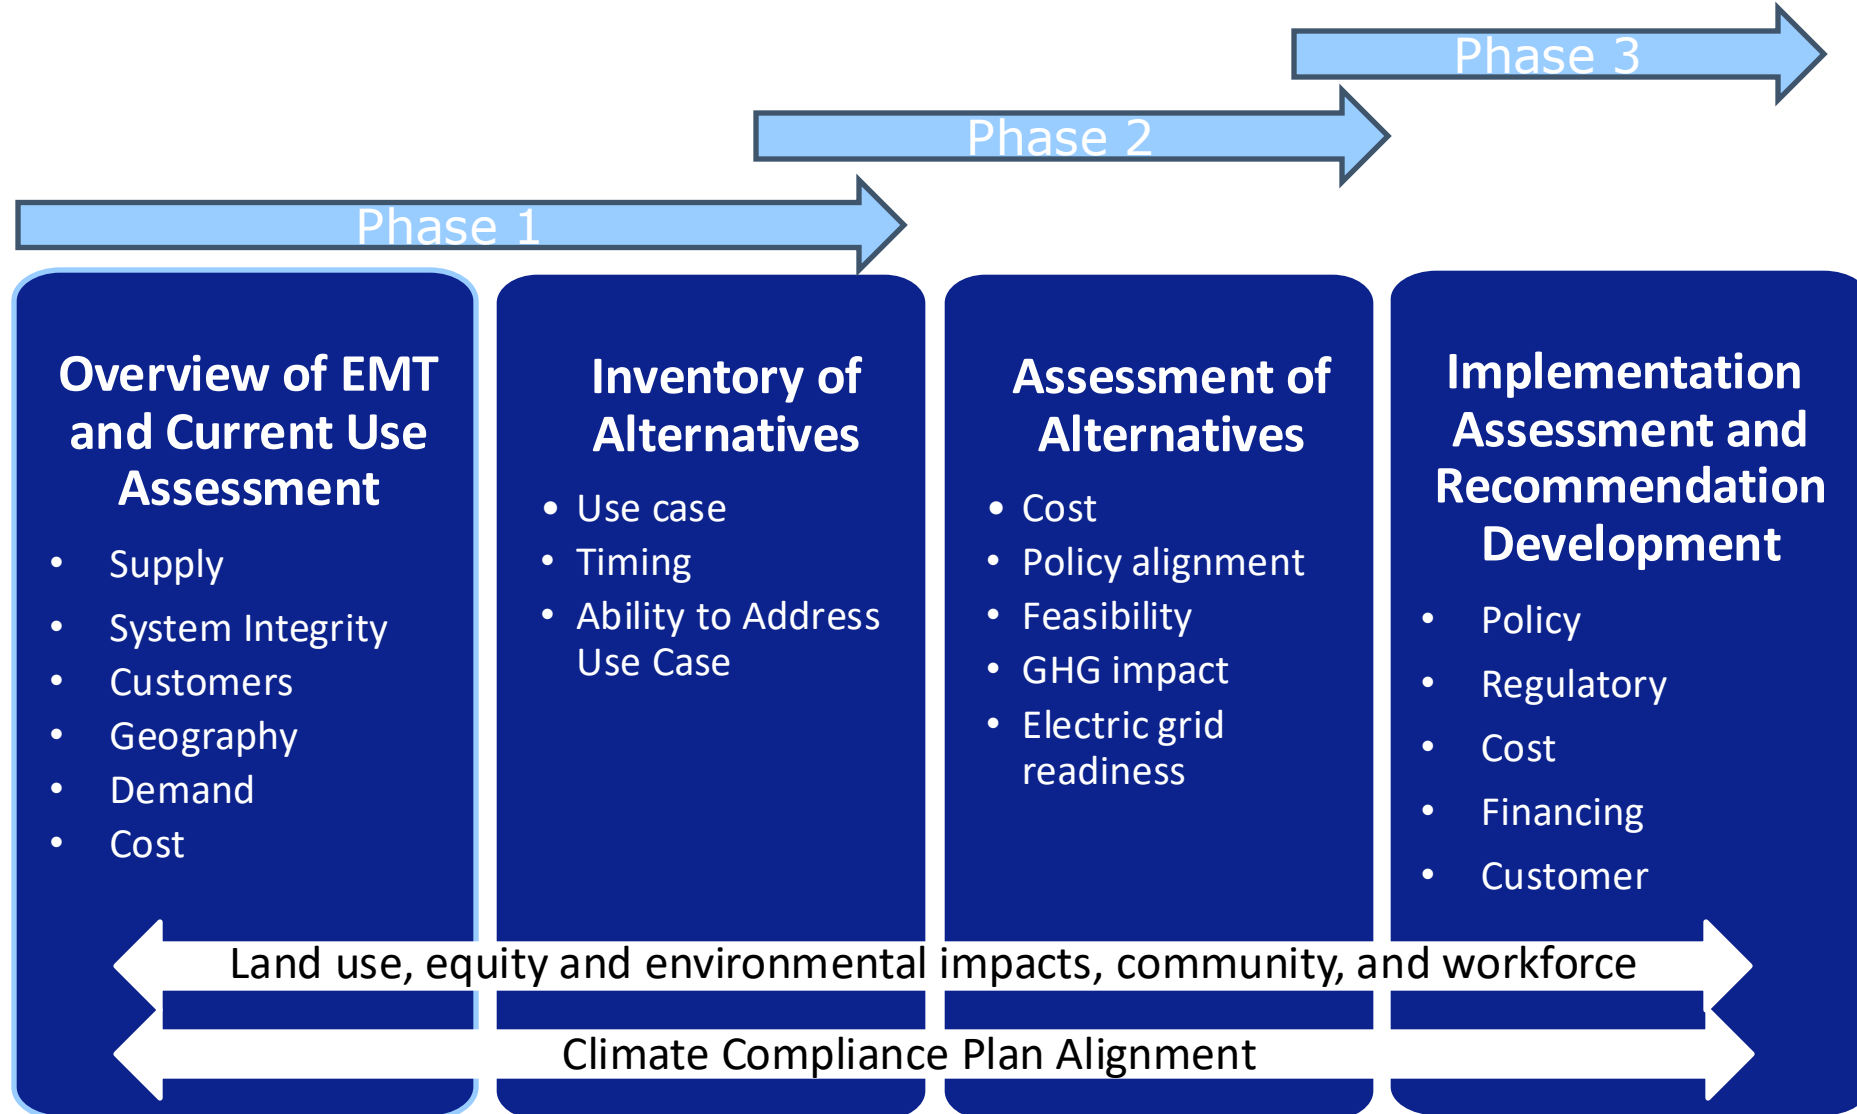 Phase 3
Phase 2
Phase 1
Overview of EMT
and Current Use
Assessment
• Supply
• System Integrity
• Customers
• Geography
• Demand
• Cost
Inventory of
Alternatives
• Use case
• Timing
• Ability to Address
Use Case
Assessment of
Alternatives
• Cost
• Policy alignment
• Feasibility
• GHG impact
• Electric grid
readiness
Implementation
Assessment and
Recommendation
Development
• Policy
• Regulatory
• Cost
• Financing
• Customer
Land use, equity and environmental impacts, community, and workforce
Climate Compliance Plan Alignment